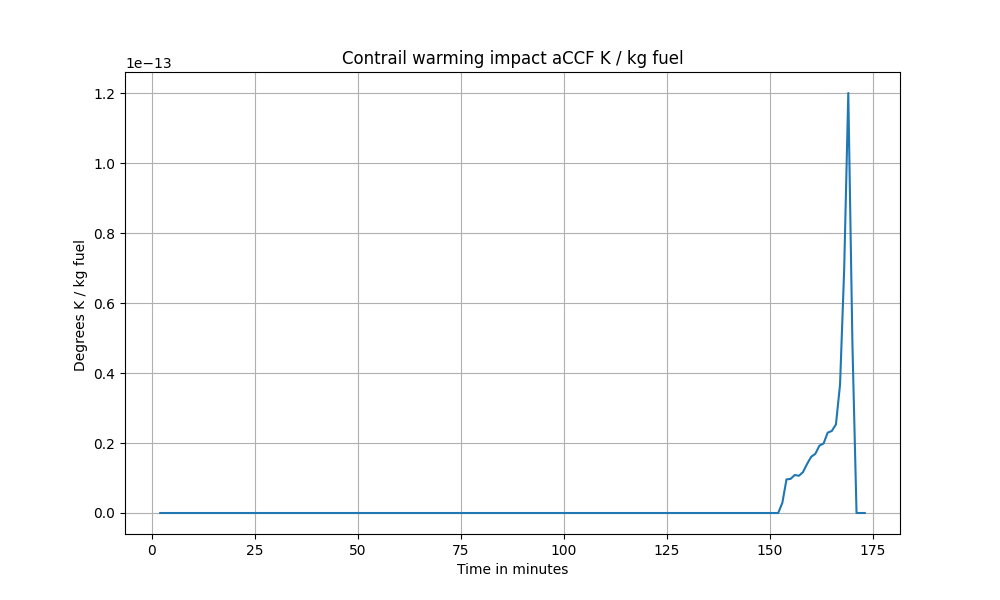 Contrail warming impact aCCF K / kg fuel
1e−13
1.2
1.0
0.8
0.6
0.4
0.2
0.0
Degrees K / kg fuel
0 25 50 75 100 125 150 175
Time in minutes